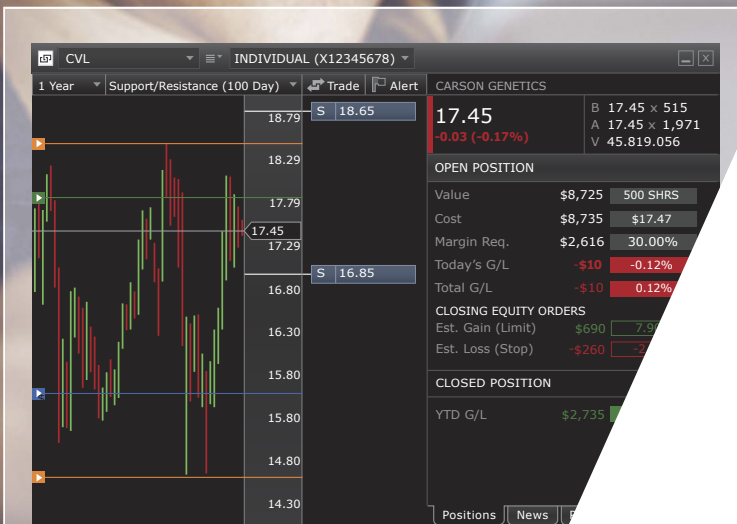 CVL
INDIVIDUAL (X12345678)
1 Year
Support/Resistance (100 Day)
Trade
Alert
CARSON GENETICS
18.79
18.29
17.79
17.45
17.29
16.80
16.30
15.80
15.80
14.80
14.30
S 18.65
S 16.85
17.45
-0.03 (-0.17%)
B 17.45 x 515
A 17.45 x 1,971
V 45.819.056
OPEN POSITION
Value $8,725 500 SHRS
Cost $8,735 $17.47
Margin Req. $2,616 30.00%
Today's G/L -$10 -0.12%
Total G/L -$10 0.12%
CLOSING EQUITY ORDERS
Est. Gain (Limit) $690
Est. Loss (Stop) -$260
CLOSED POSITION
YTD G/L $2,735
Positions
News